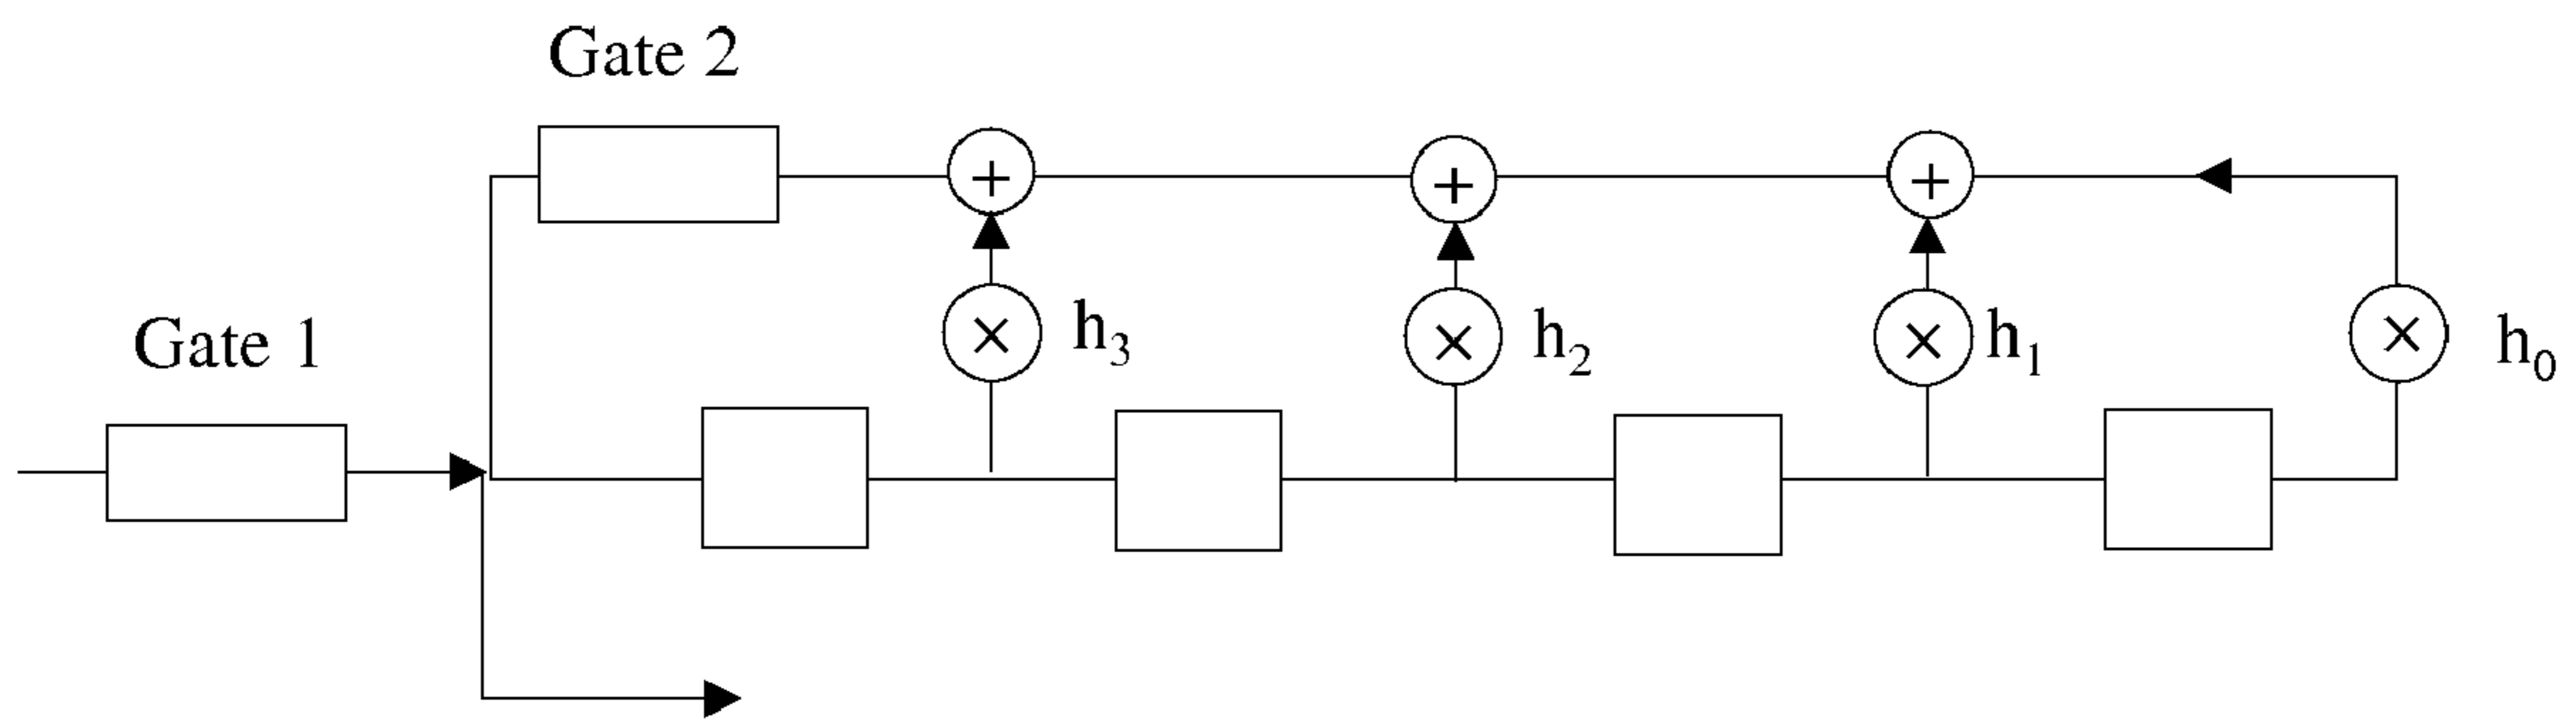 Gate 2
+ + +
Gate 1
× h₃ × h₂ × h₁ × h₀